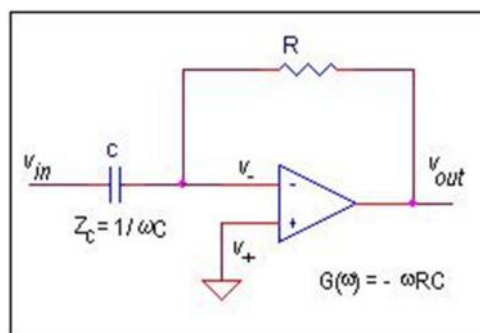 R
C
v_in
v_-
v_out
-
+
Z_c = 1/ωC
v_+
G(ω) = - ωRC